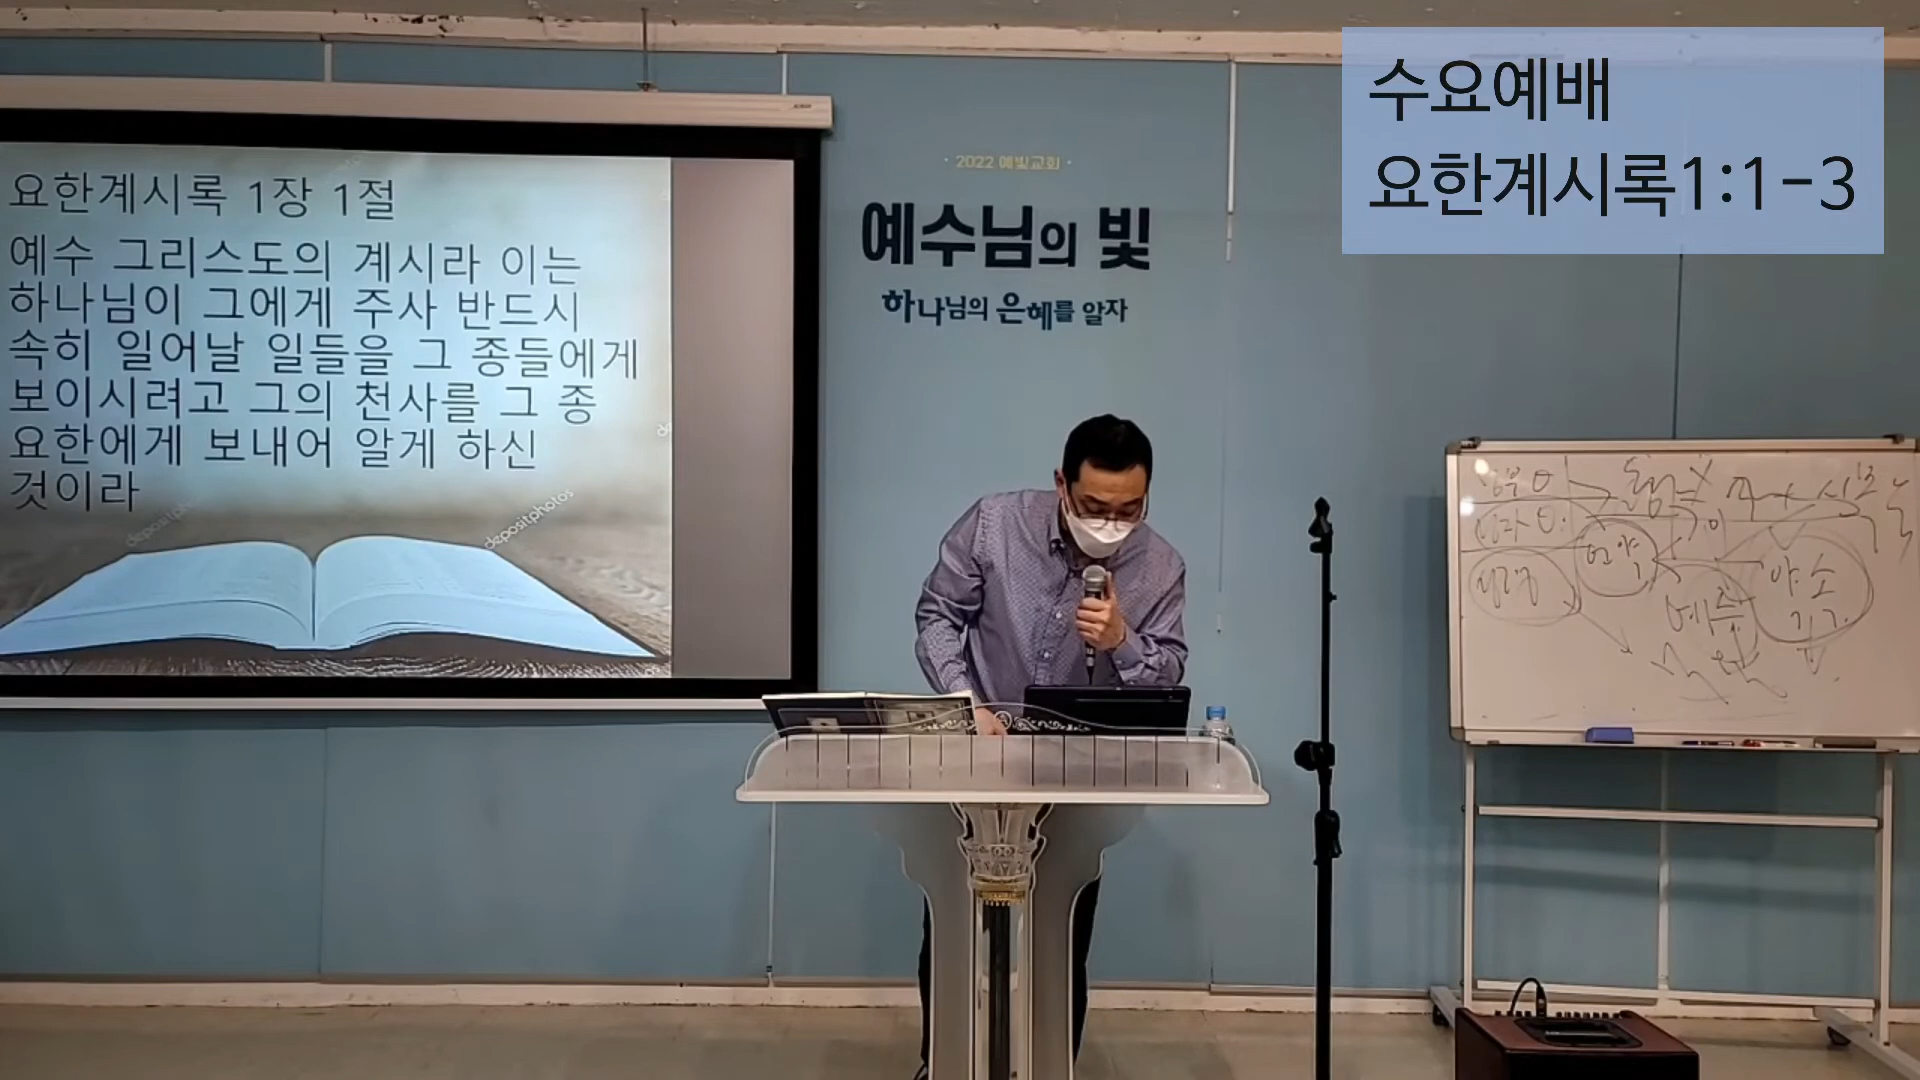 수요예배
요한계시록1:1-3
요한계시록 1장 1절
예수 그리스도의 계시라 이는
하나님이 그에게 주사 반드시
속히 일어날 일들을 그 종들에게
보이시려고 그의 천사를 그 종
요한에게 보내어 알게 하신
것이라
depositphotos
· 2022 예빛교회 ·
예수님의 빛
하나님의 은혜를 알자
언약